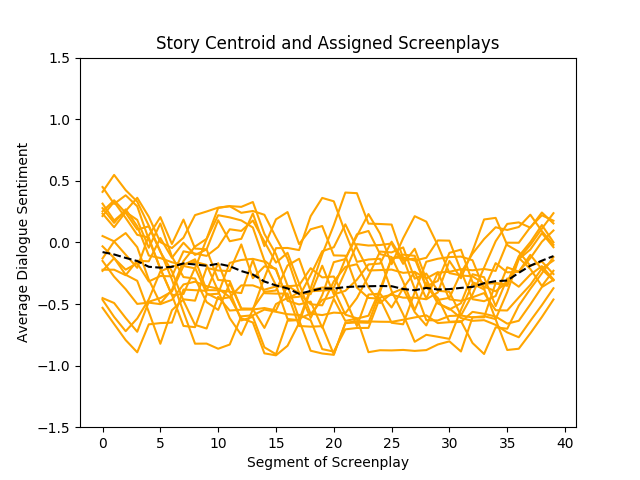 Story Centroid and Assigned Screenplays
Average Dialogue Sentiment
1.5
1.0
0.5
0.0
−0.5
−1.0
−1.5
0 5 10 15 20 25 30 35 40
Segment of Screenplay